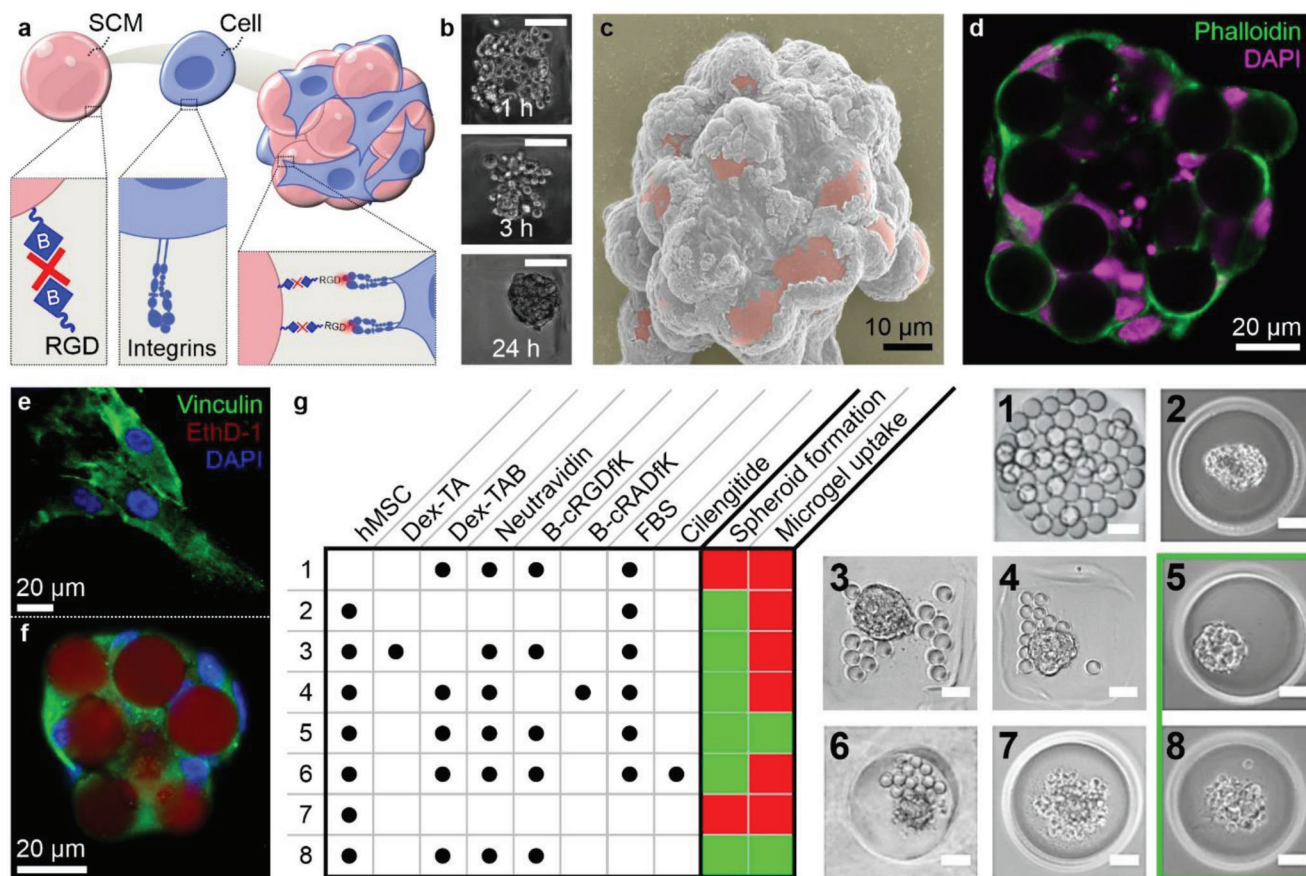 a
SCM
Cell
B
B
RGD
Integrins
RGD
RGD
b
1 h
3 h
24 h
c
10 µm
d
Phalloidin
DAPI
20 µm
e
Vinculin
EthD-1
DAPI
20 µm
f
20 µm
g
hMSC
Dex-TA
Dex-TAB
Neutravidin
B-cRGDfK
B-cRADfK
FBS
Cilengitide
Spheroid formation
Microgel uptake
1
2
3
4
5
6
7
8
1
2
3
4
5
6
7
8